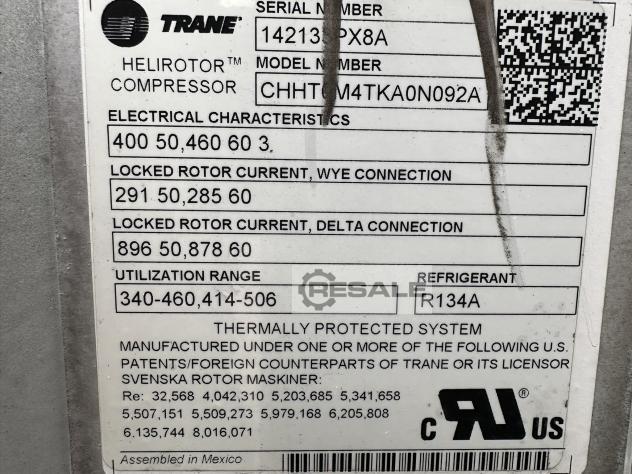 TRANE
SERIAL NUMBER
HELIROTOR™
COMPRESSOR
MODEL NUMBER
ELECTRICAL CHARACTERISTICS
400 50,460 60 3.
LOCKED ROTOR CURRENT, WYE CONNECTION
291 50,285 60
LOCKED ROTOR CURRENT, DELTA CONNECTION
896 50,878 60
UTILIZATION RANGE
REFRIGERANT
340-460,414-506
RESALE
R134A
THERMALLY PROTECTED SYSTEM
MANUFACTURED UNDER ONE OR MORE OF THE FOLLOWING U.S.
PATENTS/FOREIGN COUNTERPARTS OF TRANE OR ITS LICENSOR
SVENSKA ROTOR MASKINER:
Re: 32,568 4,042,310 5,203,685 5,341,658
5,507,151 5,509,273 5,979,168 6,205,808
6.135,744 8,016,071
C UR® US
Assembled in Mexico